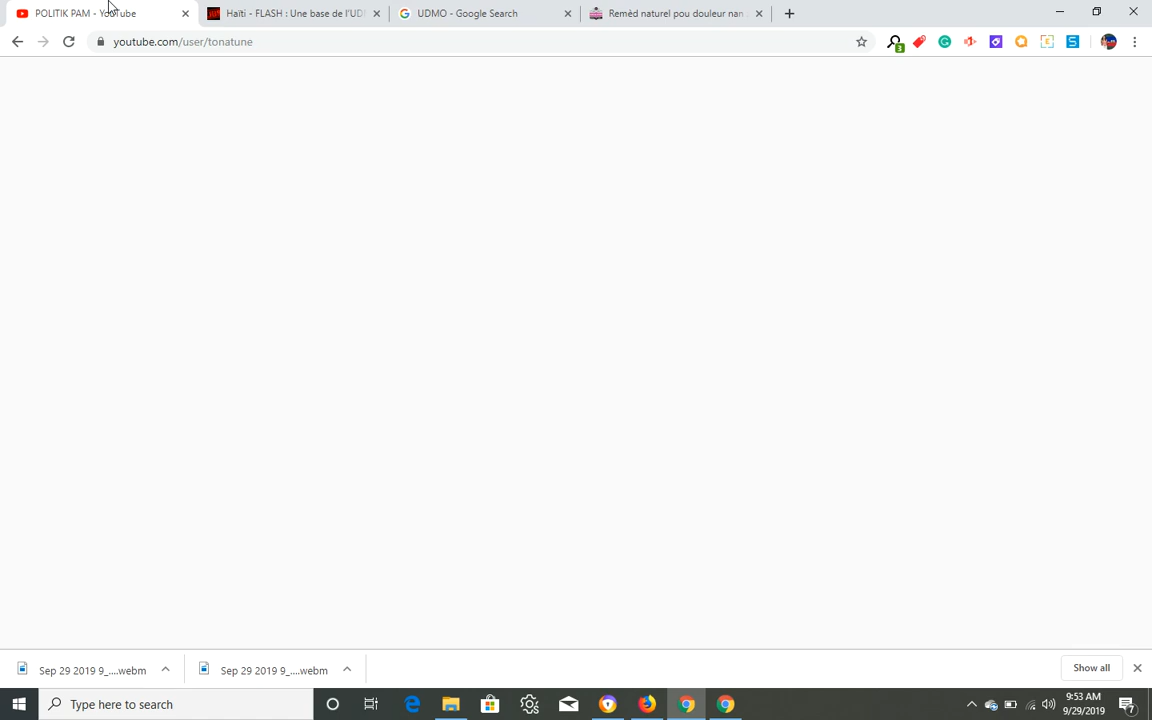 POLITIK PAM - YouTube
Haïti - FLASH : Une base de l'UD
UDMO - Google Search
Remèd naturel pou douleur nan
youtube.com/user/tonatune
3
Sep 29 2019 9_....webm
Sep 29 2019 9_....webm
Show all
Type here to search
9:53 AM
9/29/2019
7